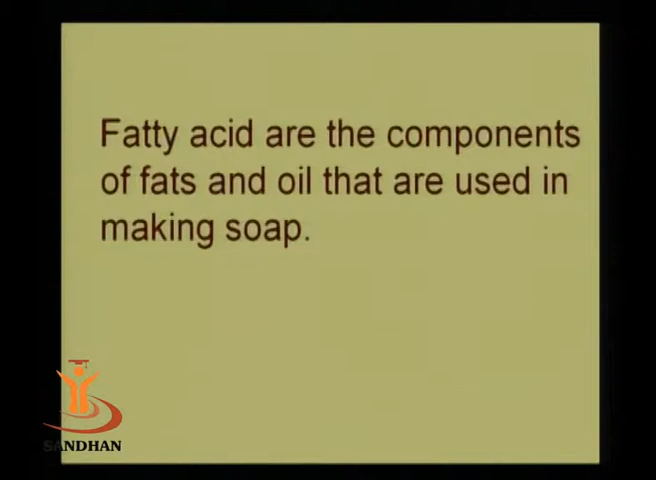 Fatty acid are the components
of fats and oil that are used in
making soap.
SANDHAN